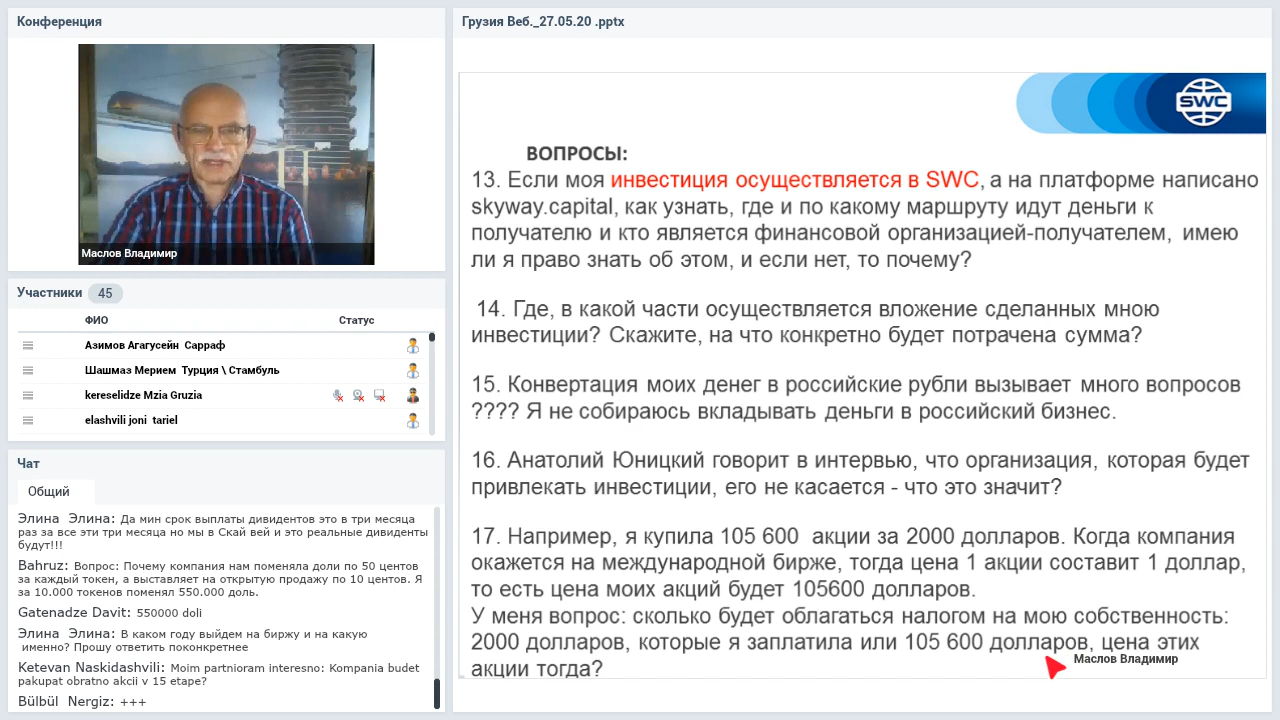 Конференция
Маслов Владимир
Участники 45
ФИО Статус
Азимов Агагусейн Сарраф
Шашмаз Мерием Турция \ Стамбуль
kereselidze Mzia Gruzia
elashvili joni tariel
Чат
Общий
Элина Элина: Да мин срок выплаты дивидентов это в три месяца
раз за все эти три месяца но мы в Скай вей и это реальные дивиденты
будут!!!
Bahruz: Вопрос: Почему компания нам поменяла доли по 50 центов
за каждый токен, а выставляет на открытую продажу по 10 центов. Я
за 10.000 токенов поменял 550.000 доль.
Gatenadze Davit: 550000 doli
Элина Элина: В каком году выйдем на биржу и на какую
именно? Прошу ответить поконкретнее
Ketevan Naskidashvili: Moim partnioram interesno: Kompania budet
pakupat obratno akcii v 15 etape?
Bülbül Nergiz: +++
Грузия Веб._27.05.20 .pptx
SWC
ВОПРОСЫ:
13. Если моя инвестиция осуществляется в SWC, а на платформе написано
skyway.capital, как узнать, где и по какому маршруту идут деньги к
получателю и кто является финансовой организацией-получателем, имею
ли я право знать об этом, и если нет, то почему?
14. Где, в какой части осуществляется вложение сделанных мною
инвестиции? Скажите, на что конкретно будет потрачена сумма?
15. Конвертация моих денег в российские рубли вызывает много вопросов
???? Я не собираюсь вкладывать деньги в российский бизнес.
16. Анатолий Юницкий говорит в интервью, что организация, которая будет
привлекать инвестиции, его не касается - что это значит?
17. Например, я купила 105 600 акции за 2000 долларов. Когда компания
окажется на международной бирже, тогда цена 1 акции составит 1 доллар,
то есть цена моих акций будет 105600 долларов.
У меня вопрос: сколько будет облагаться налогом на мою собственность:
2000 долларов, которые я заплатила или 105 600 долларов, цена этих
акции тогда?
Маслов Владимир